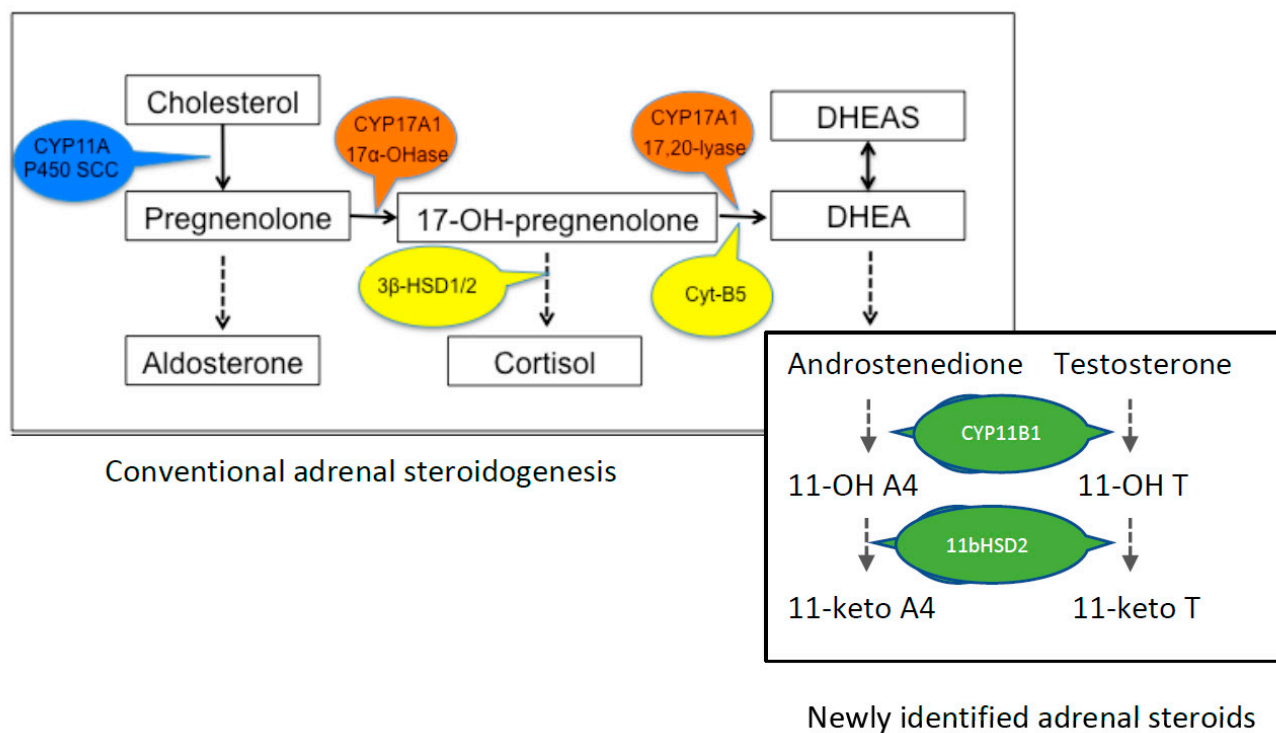 Cholesterol
CYP11A
P450 SCC
CYP17A1
17α-OHase
CYP17A1
17,20-lyase
DHEAS
Pregnenolone
17-OH-pregnenolone
DHEA
3β-HSD1/2
Cyt-B5
Aldosterone
Cortisol
Androstenedione
Testosterone
CYP11B1
11-OH A4
11-OH T
11bHSD2
11-keto A4
11-keto T
Conventional adrenal steroidogenesis
Newly identified adrenal steroids